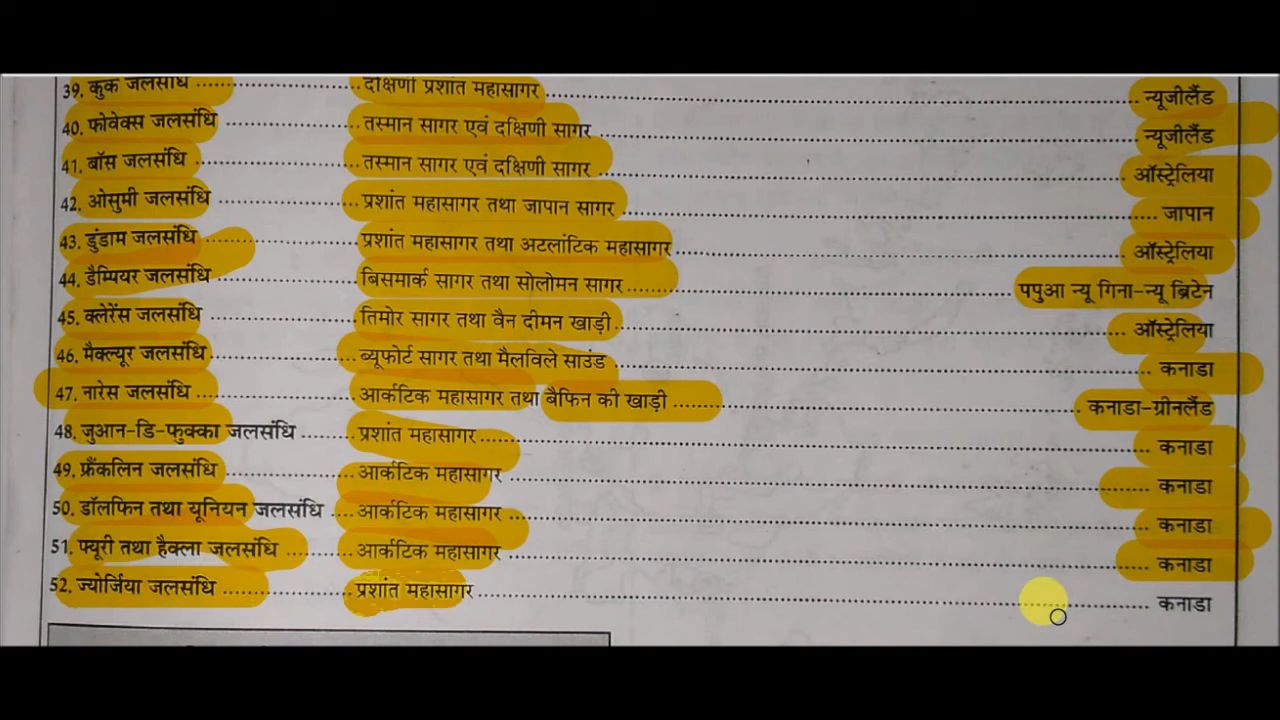 39. कुक जलसंधि .......... दक्षिणी प्रशांत महासागर .......... न्यूजीलैंड
40. फोवेक्स जलसंधि .......... तस्मान सागर एवं दक्षिणी सागर .......... न्यूजीलैंड
41. बॉस जलसंधि .......... तस्मान सागर एवं दक्षिणी सागर .......... ऑस्ट्रेलिया
42. ओसुमी जलसंधि .......... प्रशांत महासागर तथा जापान सागर .......... जापान
43. डुंडाम जलसंधि .......... प्रशांत महासागर तथा अटलांटिक महासागर .......... ऑस्ट्रेलिया
44. डैम्पियर जलसंधि .......... बिसमार्क सागर तथा सोलोमन सागर .......... पपुआ न्यू गिना-न्यू ब्रिटेन
45. क्लेरेंस जलसंधि .......... तिमोर सागर तथा वैन दीमन खाड़ी .......... ऑस्ट्रेलिया
46. मैक्ल्यूर जलसंधि .......... ब्यूफोर्ट सागर तथा मैलविले साउंड .......... कनाडा
47. नारेस जलसंधि .......... आर्कटिक महासागर तथा बैफिन की खाड़ी .......... कनाडा-ग्रीनलैंड
48. जुआन-डि-फुक्का जलसंधि .......... प्रशांत महासागर .......... कनाडा
49. फ्रैंकलिन जलसंधि .......... आर्कटिक महासागर .......... कनाडा
50. डॉलफिन तथा यूनियन जलसंधि .... आर्कटिक महासागर .......... कनाडा
51. फ्यूरी तथा हैक्ला जलसंधि .......... आर्कटिक महासागर .......... कनाडा
52. ज्योर्जिया जलसंधि .......... प्रशांत महासागर .......... कनाडा